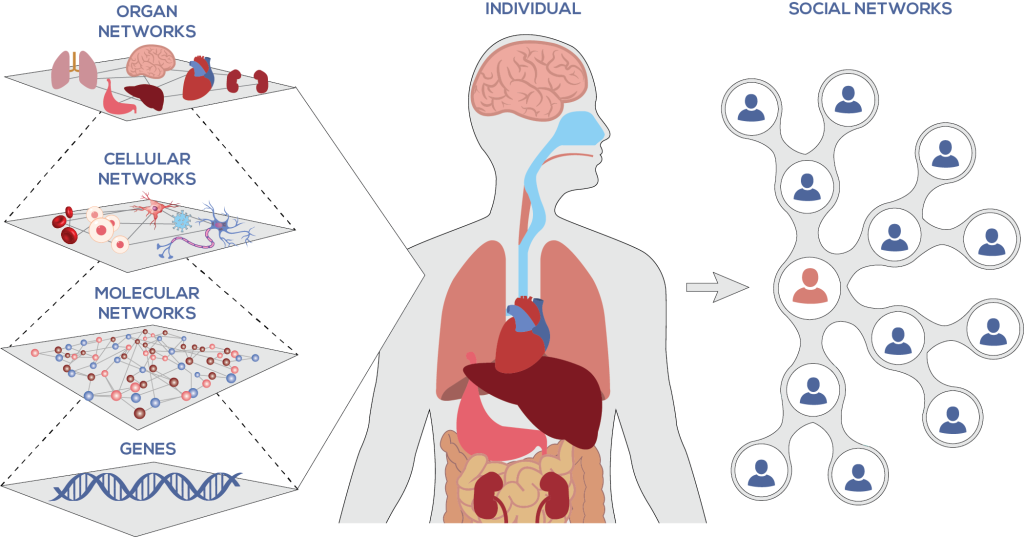 ORGAN
NETWORKS
INDIVIDUAL
SOCIAL NETWORKS
CELLULAR
NETWORKS
MOLECULAR
NETWORKS
GENES